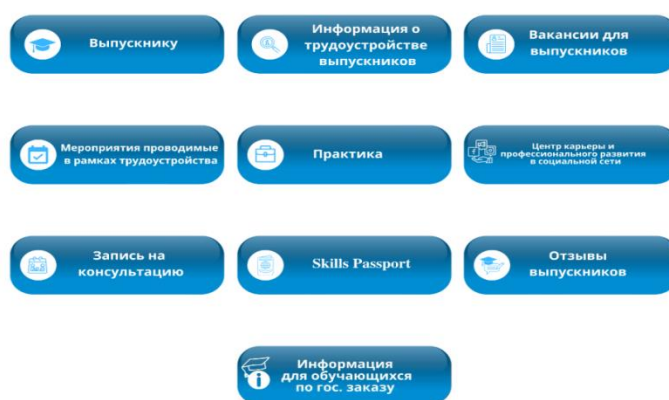 Выпускнику
Информация о
трудоустройстве
выпускников
Вакансии для
выпускников
Мероприятия проводимые
в рамках трудоустройства
Практика
Центр карьеры и
профессионального развития
в социальной сети
Запись на
консультацию
Skills Passport
Отзывы
выпускников
Информация
для обучающихся
по гос. заказу